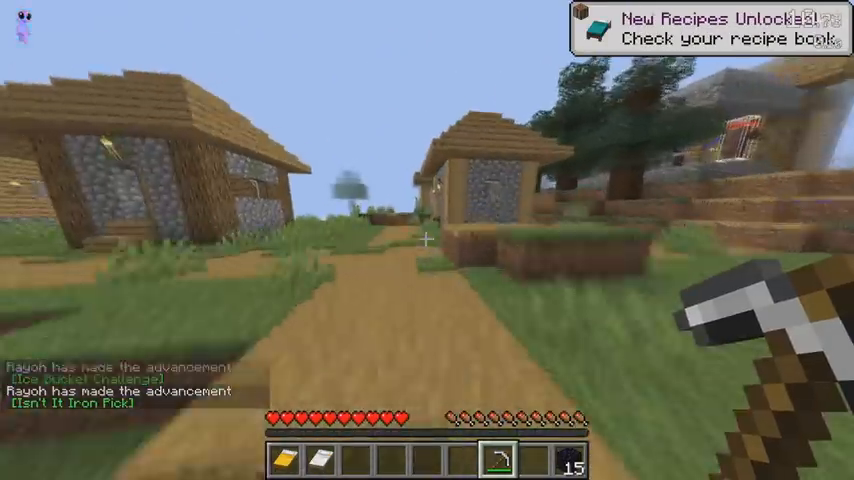 New Recipes Unlocked!
Check your recipe book
Rayoh has made the advancement
[Ice Bucket Challenge]
Rayoh has made the advancement
[Isn't It Iron Pick]
15